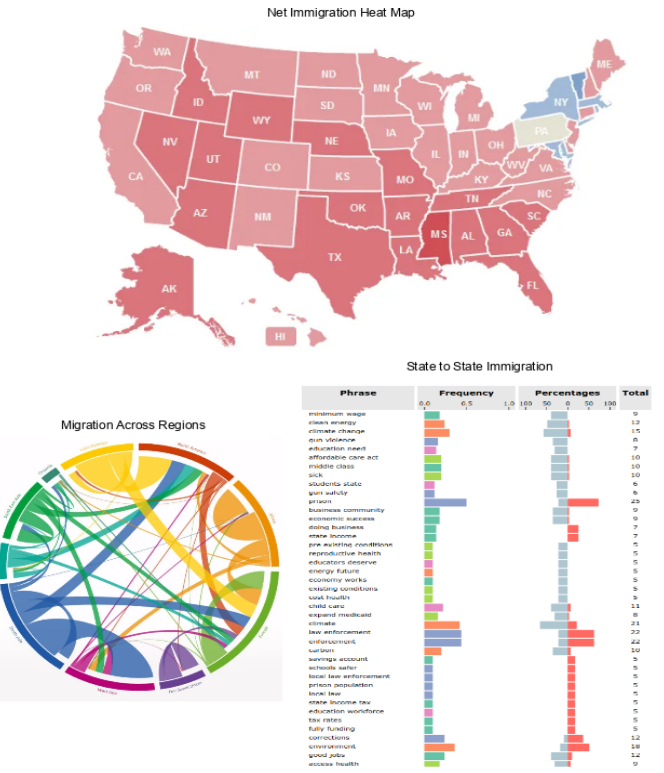 Net Immigration Heat Map
WA
MT
ND
MN
ME
OR
ID
SD
WI
MI
NY
WY
IA
PA
NV
NE
IL
IN
OH
UT
CO
KS
MO
KY
WV
VA
CA
AZ
NM
OK
AR
TN
NC
TX
LA
MS
AL
GA
SC
AK
HI
FL
State to State Immigration
Migration Across Regions
Phrase Frequency Percentages Total
0.0 0.5 1.0 100 50 0 50 100
minimum wage 9
clean energy 12
climate change 15
gun violence 8
education need 7
affordable care act 10
middle class 10
sick 10
students state 6
gun safety 6
prison 25
business community 9
economic success 9
doing business 7
state income 7
pre existing conditions 5
reproductive health 5
educators deserve 5
energy future 5
economy works 5
existing conditions 5
cost health 5
child care 11
expand medicaid 8
climate 21
law enforcement 22
enforcement 22
carbon 10
savings account 5
schools safer 5
local law enforcement 5
prison population 5
local law 5
state income tax 5
education workforce 5
tax rates 5
fully funding 5
corrections 12
environment 18
good jobs 12
access health 9